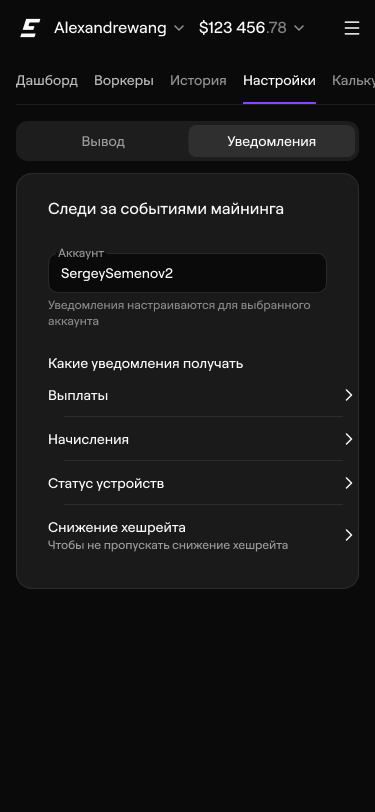 Alexandrewang $123 456.78
Дашборд Воркеры История Настройки Кальку
Вывод Уведомления
Следи за событиями майнинга
Аккаунт
SergeySemenov2
Уведомления настраиваются для выбранного
аккаунта
Какие уведомления получать
Выплаты
Начисления
Статус устройств
Снижение хешрейта
Чтобы не пропускать снижение хешрейта